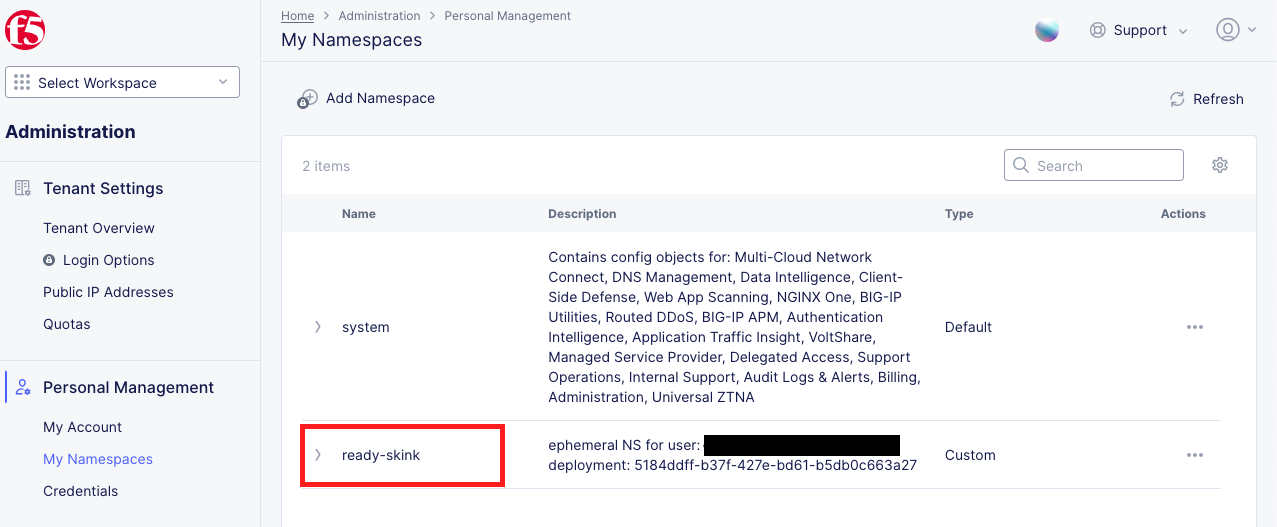 f5
Select Workspace
Administration
Tenant Settings
Tenant Overview
Login Options
Public IP Addresses
Quotas
Personal Management
My Account
My Namespaces
Credentials
Home > Administration > Personal Management
My Namespaces
Support
Add Namespace
Refresh
2 items
Search
Name Description Type Actions
system
Contains config objects for: Multi-Cloud Network
Connect, DNS Management, Data Intelligence, Client-
Side Defense, Web App Scanning, NGINX One, BIG-IP
Utilities, Routed DDoS, BIG-IP APM, Authentication
Intelligence, Application Traffic Insight, VoltShare,
Managed Service Provider, Delegated Access, Support
Operations, Internal Support, Audit Logs & Alerts, Billing,
Administration, Universal ZTNA
Default
ready-skink
ephemeral NS for user:
deployment: 5184ddff-b37f-427e-bd61-b5db0c663a27
Custom